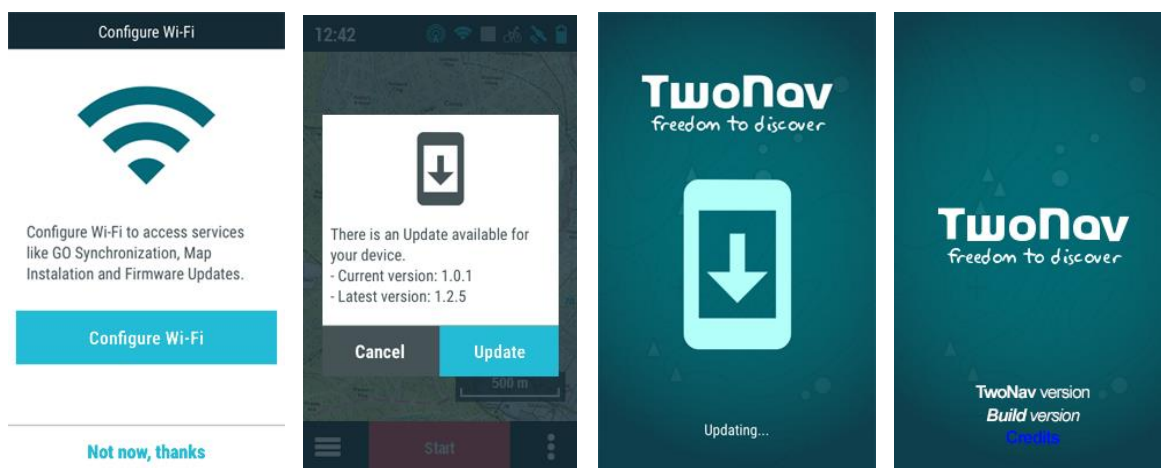 Configure Wi-Fi
Configure Wi-Fi to access services
like GO Synchronization, Map
Instalation and Firmware Updates.
Configure Wi-Fi
Not now, thanks
12:42
There is an Update available for
your device.
- Current version: 1.0.1
- Latest version: 1.2.5
Cancel
Update
500 m
Start
TwoNav
freedom to discover
Updating...
TwoNav
freedom to discover
TwoNav version
Build version
Credits